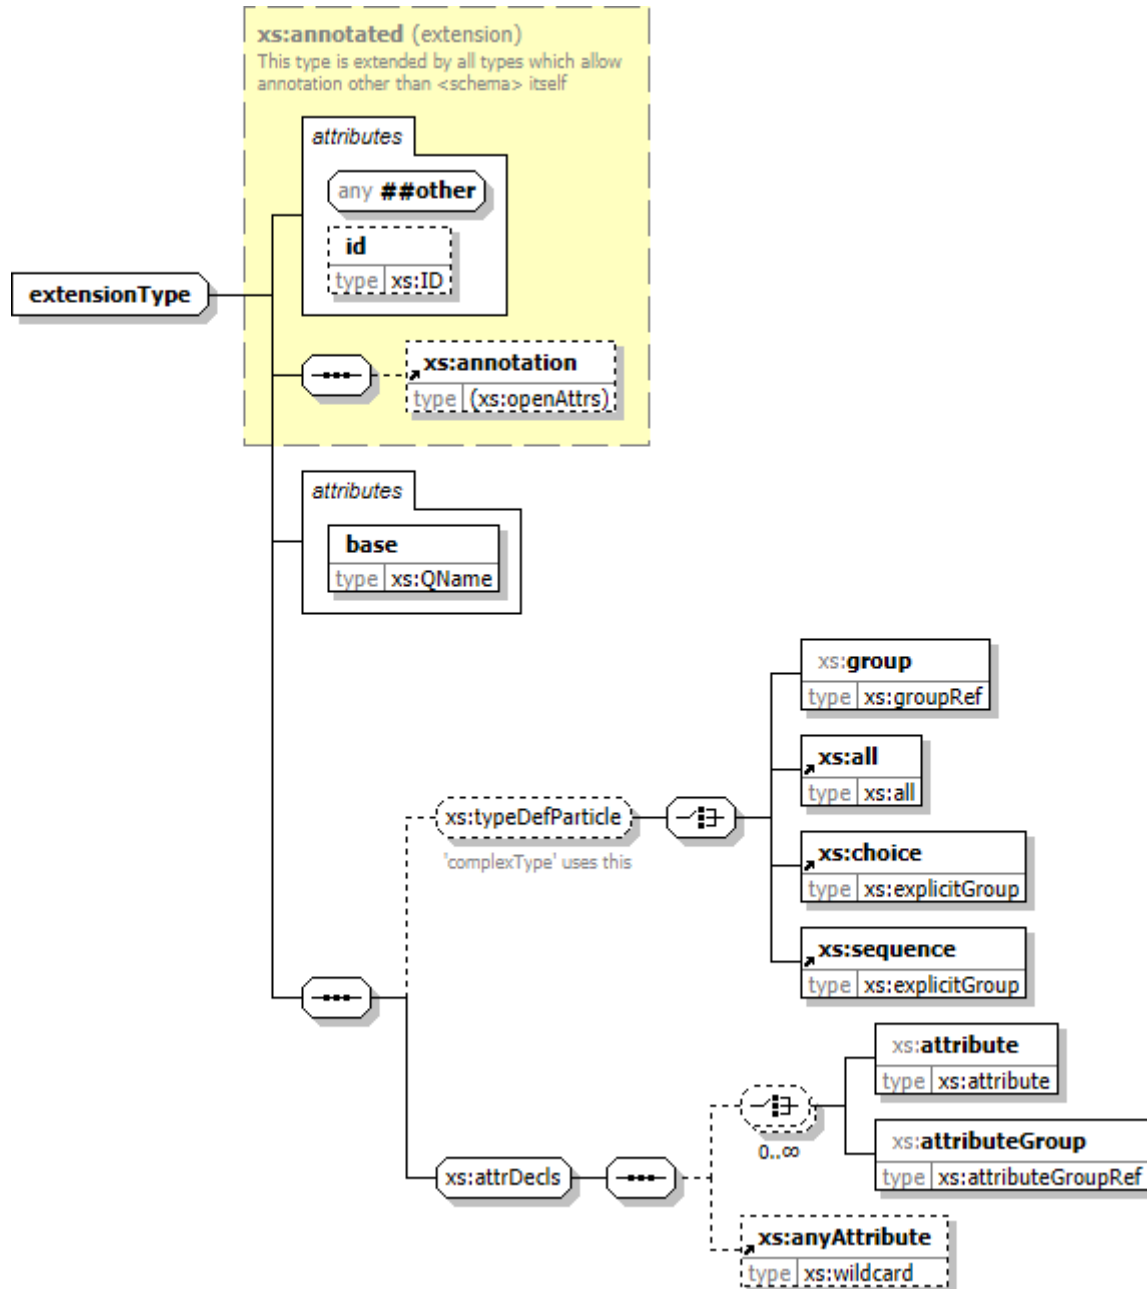 xs:annotated (extension)
This type is extended by all types which allow
annotation other than <schema> itself
attributes
any ##other
id
type xs:ID
extensionType
xs:annotation
type (xs:openAttrs)
attributes
base
type xs:QName
xs:group
type xs:groupRef
xs:all
type xs:all
xs:typeDefParticle
'complexType' uses this
xs:choice
type xs:explicitGroup
xs:sequence
type xs:explicitGroup
xs:attribute
type xs:attribute
0..∞
xs:attributeGroup
type xs:attributeGroupRef
xs:attrDecls
xs:anyAttribute
type xs:wildcard